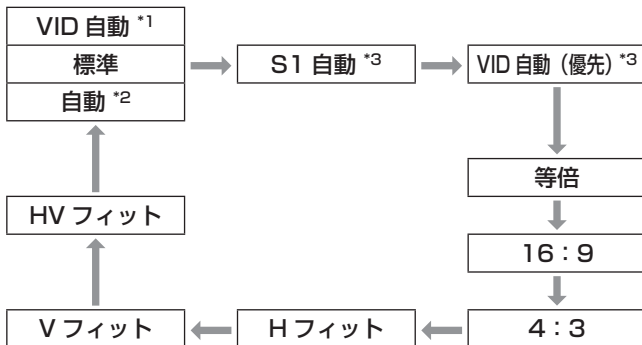 VID 自動 *1
標準
自動 *2
S1 自動 *3
VID 自動（優先）*3
等倍
16：9
4：3
H フィット
V フィット
HV フィット